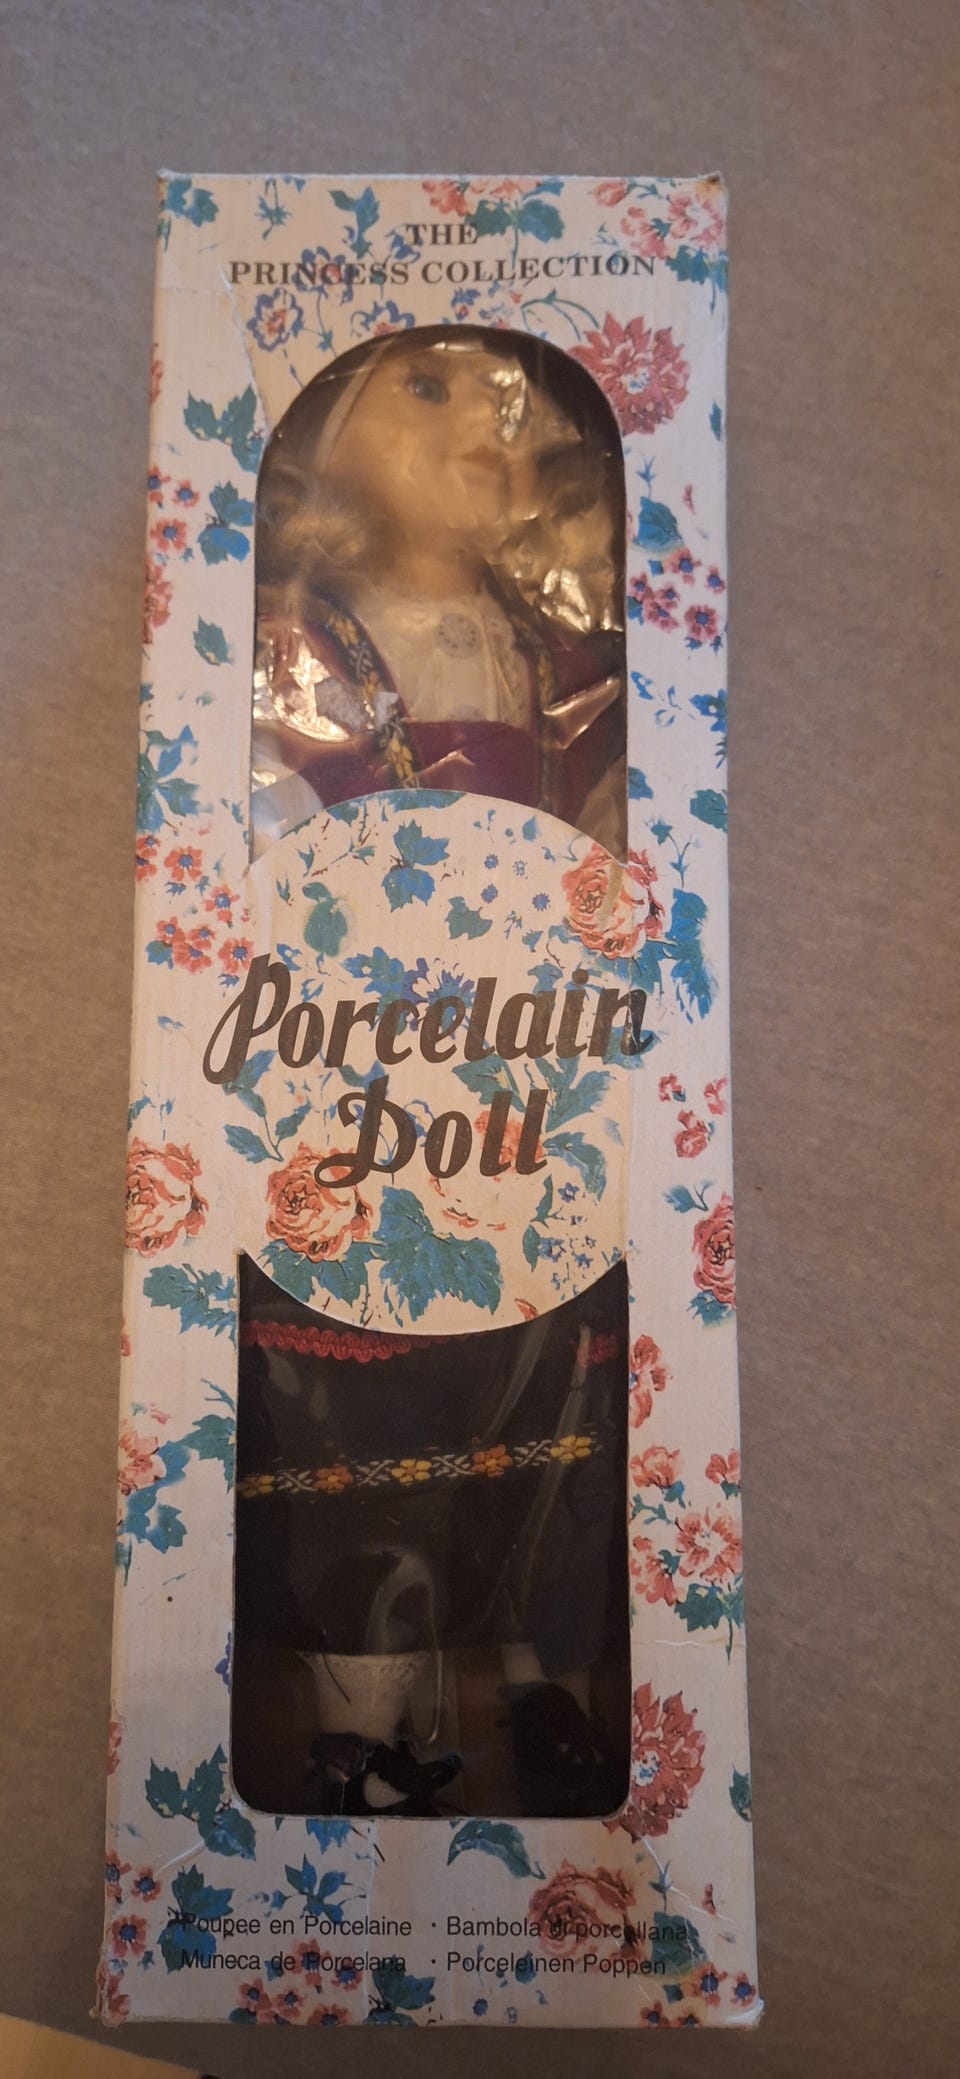 THE
PRINCESS COLLECTION
Porcelain
Doll
Poupee en Porcelaine · Bambola di porcellana
Muneca de Porcelana · Porceleinen Poppen